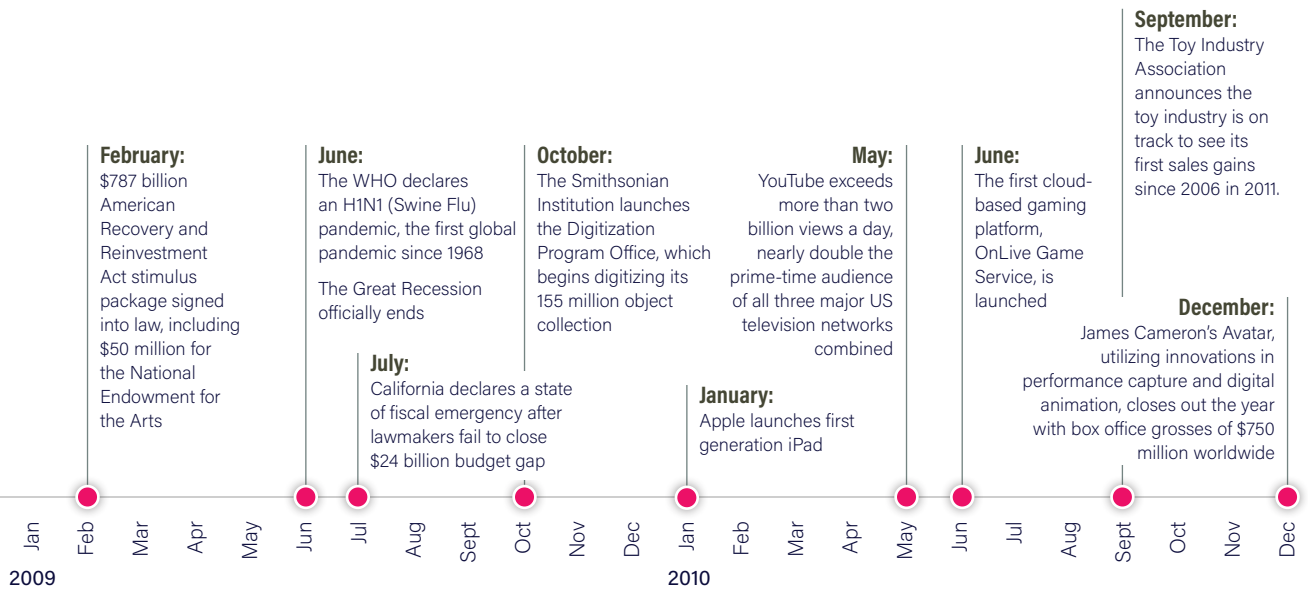 February:
$787 billion
American
Recovery and
Reinvestment
Act stimulus
package signed
into law, including
$50 million for
the National
Endowment for
the Arts
June:
The WHO declares
an H1N1 (Swine Flu)
pandemic, the first global
pandemic since 1968
The Great Recession
officially ends
July:
California declares a state
of fiscal emergency after
lawmakers fail to close
$24 billion budget gap
October:
The Smithsonian
Institution launches
the Digitization
Program Office, which
begins digitizing its
155 million object
collection
January:
Apple launches first
generation iPad
May:
YouTube exceeds
more than two
billion views a day,
nearly double the
prime-time audience
of all three major US
television networks
combined
June:
The first cloud-
based gaming
platform,
OnLive Game
Service, is
launched
September:
The Toy Industry
Association
announces the
toy industry is on
track to see its
first sales gains
since 2006 in 2011.
December:
James Cameron's Avatar,
utilizing innovations in
performance capture and digital
animation, closes out the year
with box office grosses of $750
million worldwide
Jan
Feb
Mar
Apr
May
Jun
Jul
Aug
Sept
Oct
Nov
Dec
Jan
Feb
Mar
Apr
May
Jun
Jul
Aug
Sept
Oct
Nov
Dec
2009
2010